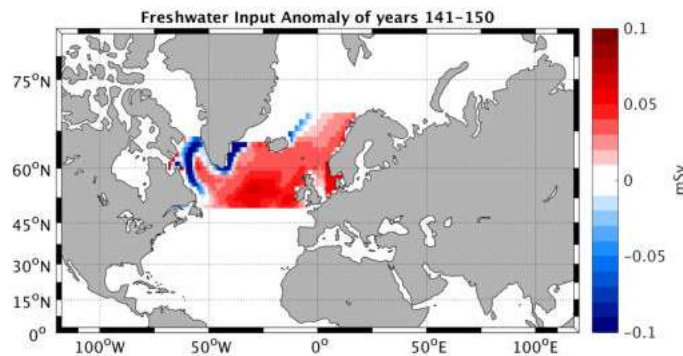 Freshwater Input Anomaly of years 141-150
0.1
75°N
0.05
60°N
0
mSv
45°N
-0.05
30°N
15°N
0°
-0.1
100°W
50°W
0°
50°E
100°E